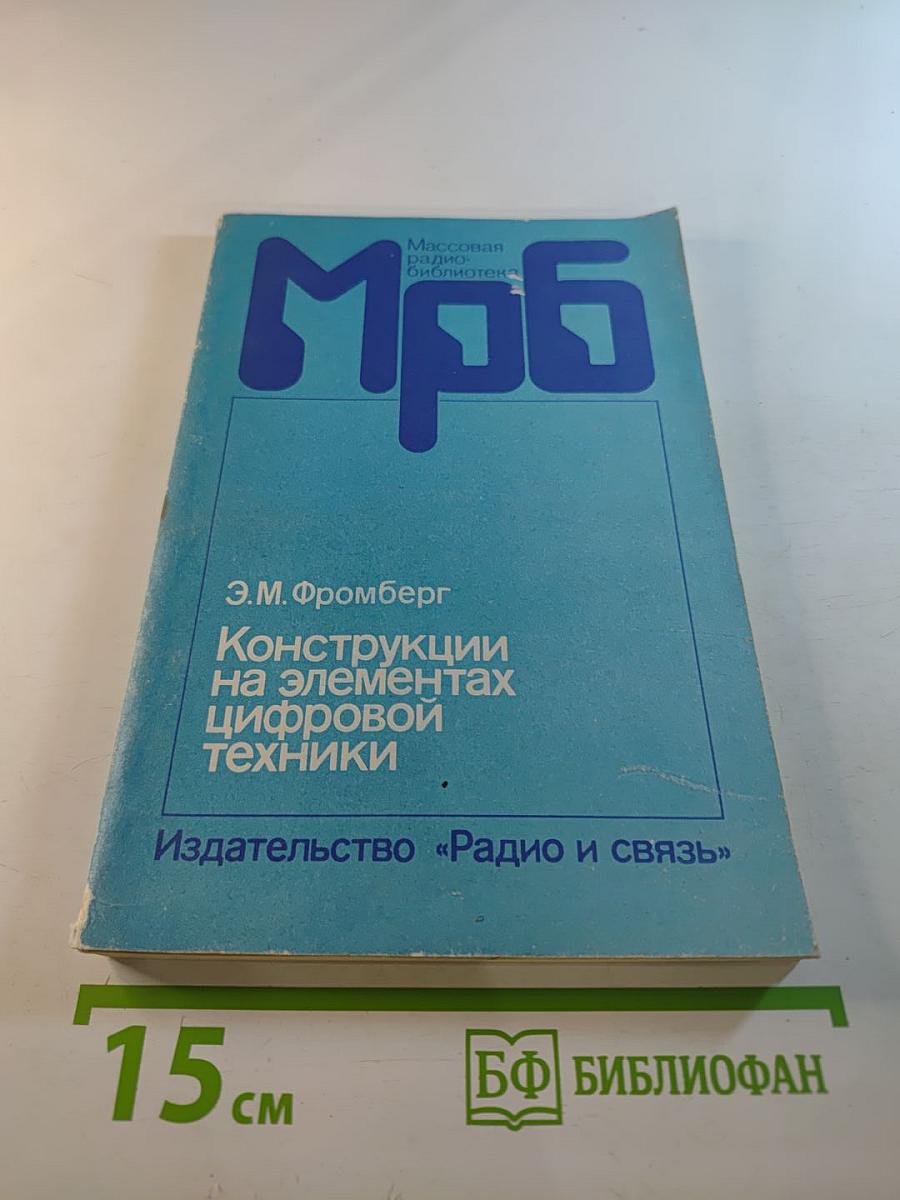 Массовая
радио-
библиотека
Мрб
Э.М. Фромберг
Конструкции
на элементах
цифровой
техники
Издательство «Радио и связь»
15 см
БФ БИБЛИОФАН